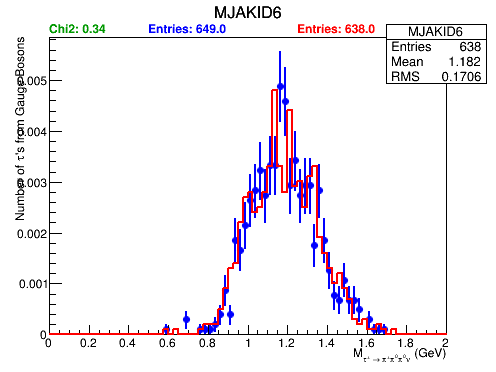 MJAKID6
Chi2: 0.34 Entries: 649.0 Entries: 638.0
MJAKID6
Entries 638
Mean 1.182
RMS 0.1706
Number of τ's from Gauge Bosons
0.005
0.004
0.003
0.002
0.001
0
0 0.2 0.4 0.6 0.8 1 1.2 1.4 1.6 1.8 2
M τ⁺ → π⁺π⁰π⁰ν (GeV)